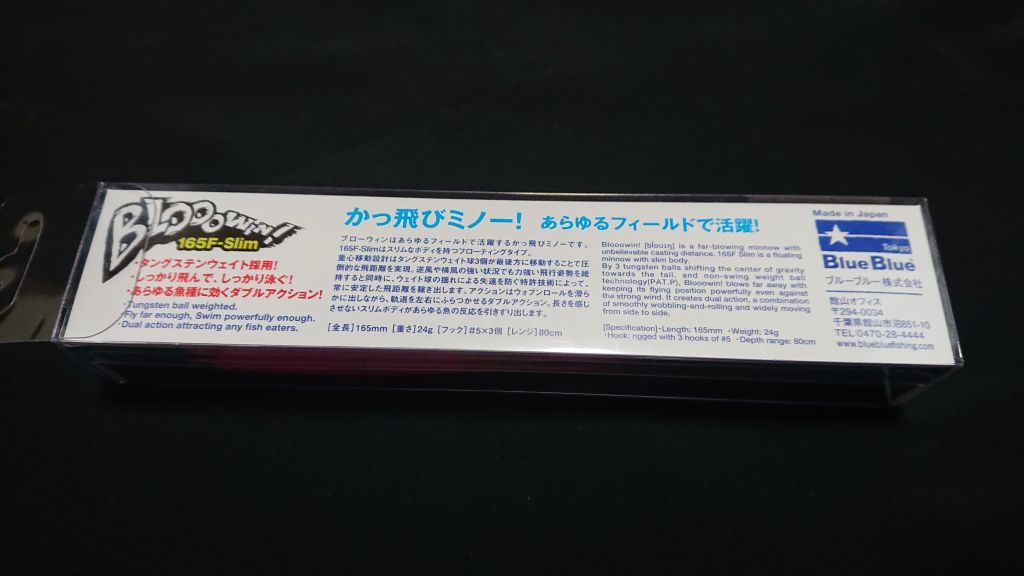 BLOOOWIN!
165F-Slim
・タングステンウェイト採用!
・しっかり飛んで、しっかり泳ぐ!
・あらゆる魚種に効くダブルアクション!
・Tungsten ball weighted.
・Fly far enough, Swim powerfully enough.
・Dual action attracting any fish eaters.
かっ飛びミノー! あらゆるフィールドで活躍!
ブローウィンはあらゆるフィールドで活躍するかっ飛びミノーです。
165F-Slimはスリムなボディを持つフローティングタイプ。
重心移動設計はタングステンウェイト球3個が最後方に移動することで圧
倒的な飛距離を実現。逆風や横風の強い状況でも力強い飛行姿勢を維
持すると同時に、ウェイト球の揺れによる失速を防ぐ特許技術によって、
常に安定した飛距離を稼ぎ出します。アクションはウォブンロールを滑ら
かに出しながら、軌道を左右にふらつかせるダブルアクション。長さを感じ
させないスリムボディがあらゆる魚の反応を引きずり出します。
[全長]165mm [重さ]24g [フック]#5×3個 [レンジ]80cm
Blooowin! [blouɪŋ] is a far-blowing minnow with
unbelievable casting distance. 165F Slim is a floating
minnow with slim body.
By 3 tungsten balls shifting the center of gravity
towards the tail, and non-swing weight ball
technology(PAT.P), Blooowin! blows far away with
keeping its flying position powerfully even against
the strong wind. It creates dual action, a combination
of smoothly wobbling-and-rolling and widely moving
from side to side.
[Specification]・Length: 165mm ・Weight: 24g
・Hook: rigged with 3 hooks of #5 ・Depth range: 80cm
Made in Japan
Tokyo
BlueBlue
ブルーブルー株式会社
館山オフィス
〒294-0034
千葉県館山市沼851-10
TEL:0470-28-4444
www.bluebluefishing.com